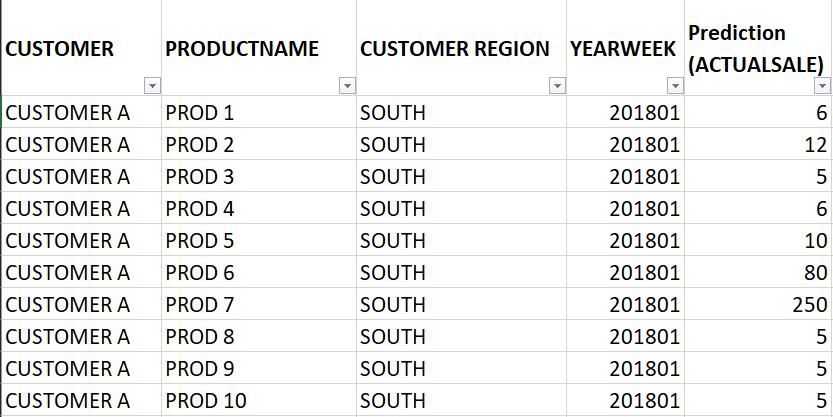 CUSTOMER PRODUCTNAME CUSTOMER REGION YEARWEEK Prediction (ACTUALSALE)
CUSTOMER A PROD 1 SOUTH 201801 6
CUSTOMER A PROD 2 SOUTH 201801 12
CUSTOMER A PROD 3 SOUTH 201801 5
CUSTOMER A PROD 4 SOUTH 201801 6
CUSTOMER A PROD 5 SOUTH 201801 10
CUSTOMER A PROD 6 SOUTH 201801 80
CUSTOMER A PROD 7 SOUTH 201801 250
CUSTOMER A PROD 8 SOUTH 201801 5
CUSTOMER A PROD 9 SOUTH 201801 5
CUSTOMER A PROD 10 SOUTH 201801 5